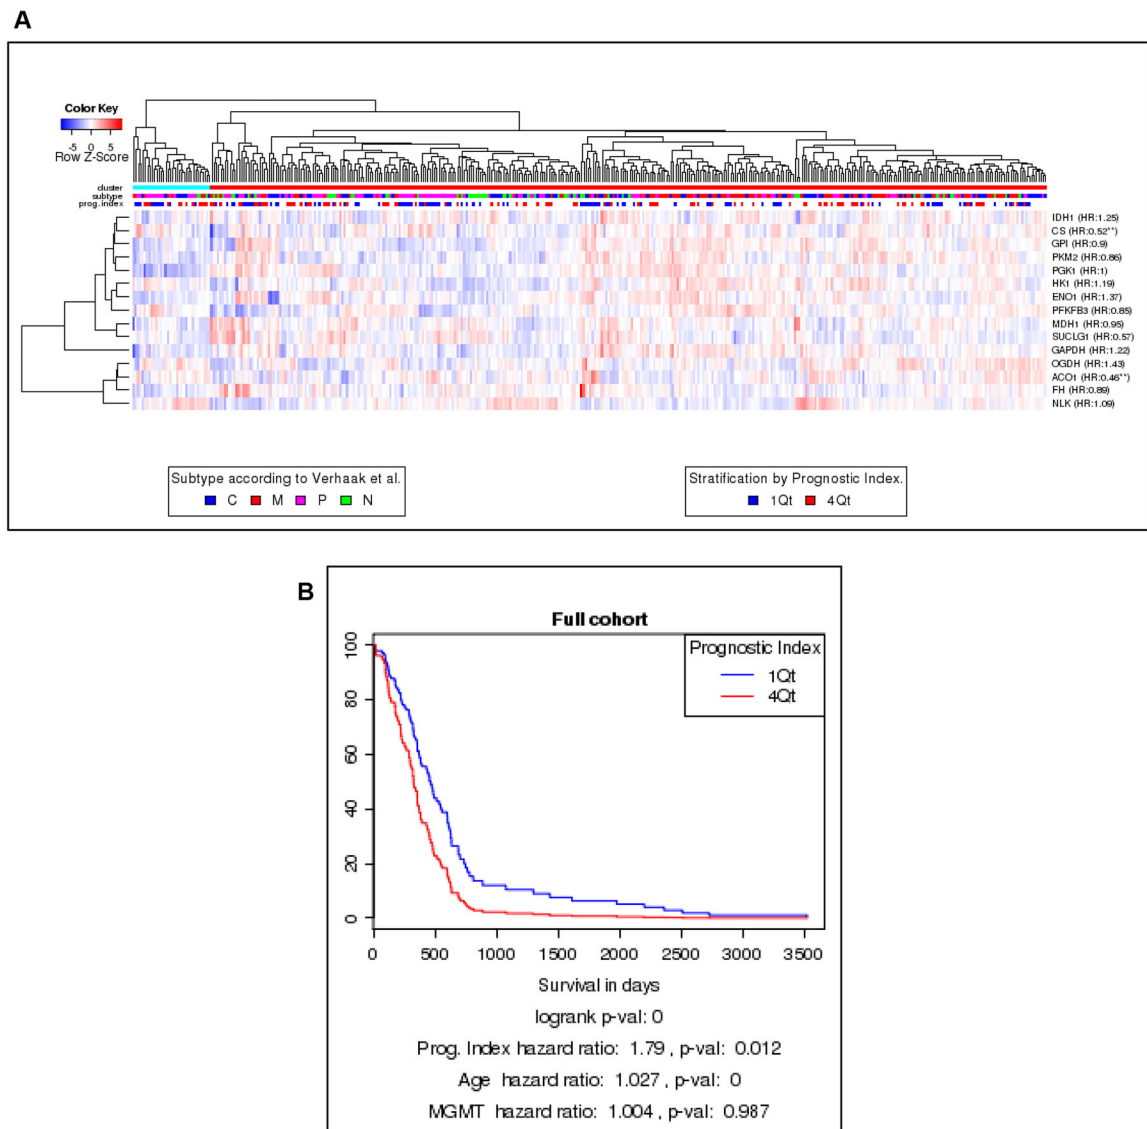 A
Color Key
-5 0 5
Row Z-Score
cluster
subtype
prog.index
IDH1 (HR:1.25)
CS (HR:0.52**)
GPI (HR:0.9)
PKM2 (HR:0.86)
PGK1 (HR:1)
HK1 (HR:1.19)
ENO1 (HR:1.37)
PFKFB3 (HR:0.85)
MDH1 (HR:0.95)
SUCLG1 (HR:0.57)
GAPDH (HR:1.22)
OGDH (HR:1.43)
ACO1 (HR:0.46**)
FH (HR:0.89)
NLK (HR:1.09)
Subtype according to Verhaak et al.
C M P N
Stratification by Prognostic Index.
1Qt 4Qt
B
Full cohort
Prognostic Index
1Qt
4Qt
100
80
60
40
20
0
0 500 1000 1500 2000 2500 3000 3500
Survival in days
logrank p-val: 0
Prog. Index hazard ratio: 1.79 , p-val: 0.012
Age hazard ratio: 1.027 , p-val: 0
MGMT hazard ratio: 1.004 , p-val: 0.987